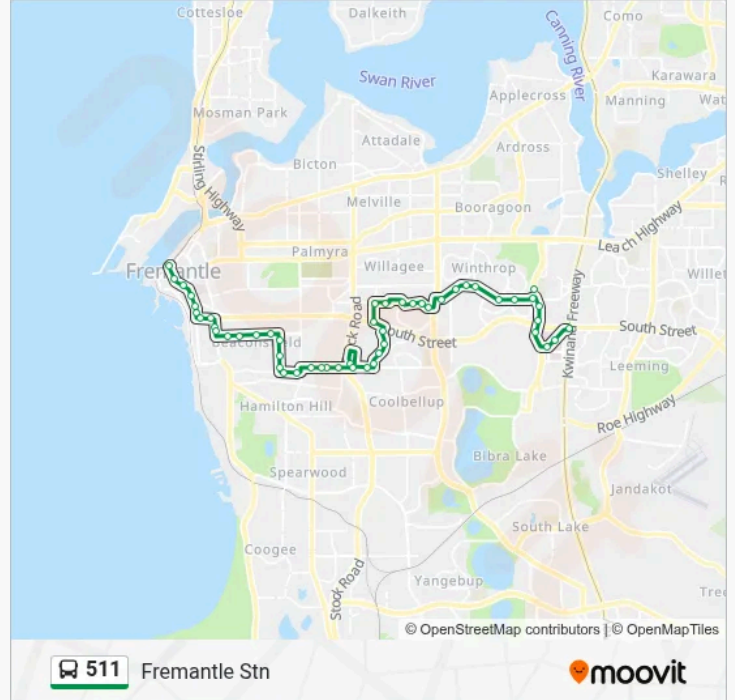 Cottesloe
Dalkeith
Como
Canning River
Swan River
Karawara
Applecross
Manning
Wat
Mosman Park
Attadale
Ardross
Bicton
Stirling Highway
Shelley
R
Melville
Booragoon
Leach Highway
Palmyra
Fremantle
Willagee
Winthrop
Willet
Kwinana Freeway
ck Road
South Street
outh Street
Beaconsfield
Leeming
Hamilton Hill
Coolbellup
Roe Highway
Bibra Lake
Spearwood
Jandakot
South Lake
Coogee
Stock Road
Yangebup
Tree
© OpenStreetMap contributors | © OpenMapTiles
511 Fremantle Stn
moovit